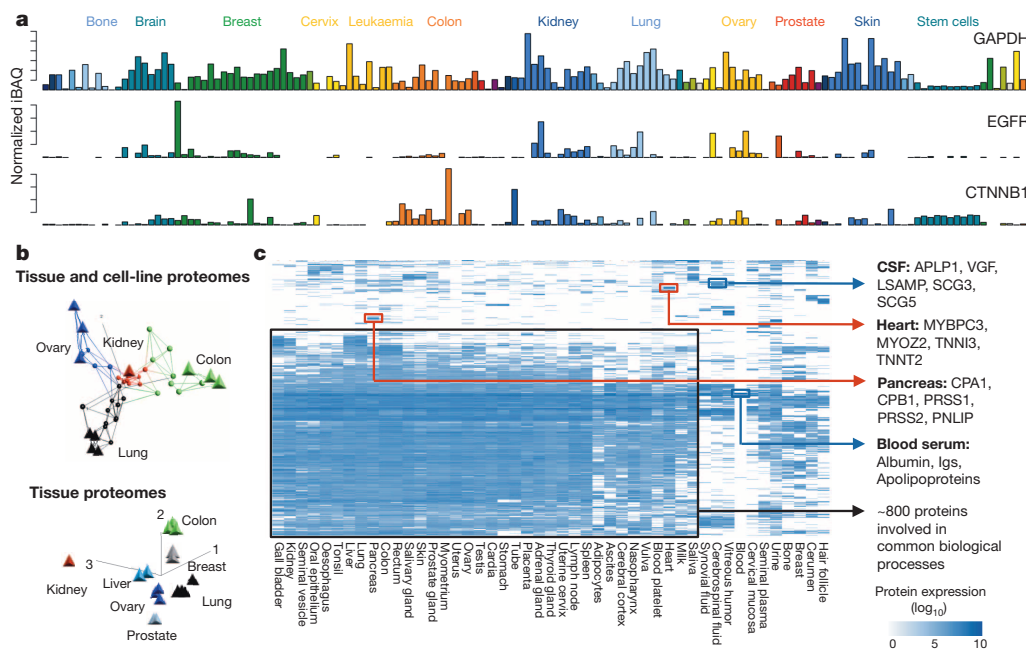 a
Bone Brain Breast Cervix Leukaemia Colon Kidney Lung Ovary Prostate Skin Stem cells
GAPDH
EGFR
CTNNB1
Normalized iBAQ
b
Tissue and cell-line proteomes
Ovary
Kidney
Colon
Lung
Tissue proteomes
2
Colon
1
3
Breast
Kidney
Liver
Lung
Ovary
Prostate
c
CSF: APLP1, VGF,
LSAMP, SCG3,
SCG5
Heart: MYBPC3,
MYOZ2, TNNI3,
TNNT2
Pancreas: CPA1,
CPB1, PRSS1,
PRSS2, PNLIP
Blood serum:
Albumin, Igs,
Apolipoproteins
~800 proteins
involved in
common biological
processes
Gall bladder
Kidney
Seminal vesicle
Oral epithelium
Oesophagus
Tonsil
Liver
Lung
Pancreas
Colon
Rectum
Salivary gland
Skin
Prostate gland
Myometrium
Uterus
Ovary
Testis
Cardia
Stomach
Tube
Placenta
Adrenal gland
Thyroid gland
Uterine cervix
Lymph node
Spleen
Adipocytes
Ascites
Cerebral cortex
Nasopharynx
Vulva
Blood platelet
Heart
Milk
Saliva
Synovial fluid
Cerebrospinal fluid
Vitreous humor
Blood
Cervical mucosa
Seminal plasma
Urine
Bone
Breast
Cerumen
Hair follicle
Protein expression
(log10)
0 5 10